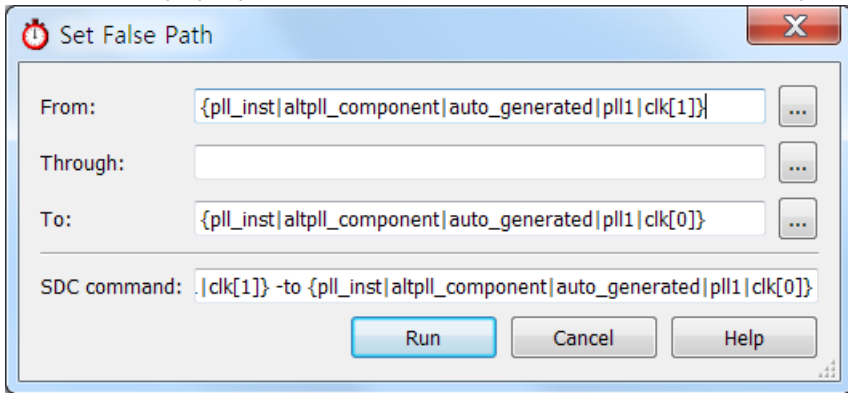 Set False Path
From: {pll_inst|altpll_component|auto_generated|pll1|clk[1]} ...
Through: ...
To: {pll_inst|altpll_component|auto_generated|pll1|clk[0]} ...
SDC command: .|clk[1]} -to {pll_inst|altpll_component|auto_generated|pll1|clk[0]}
Run Cancel Help